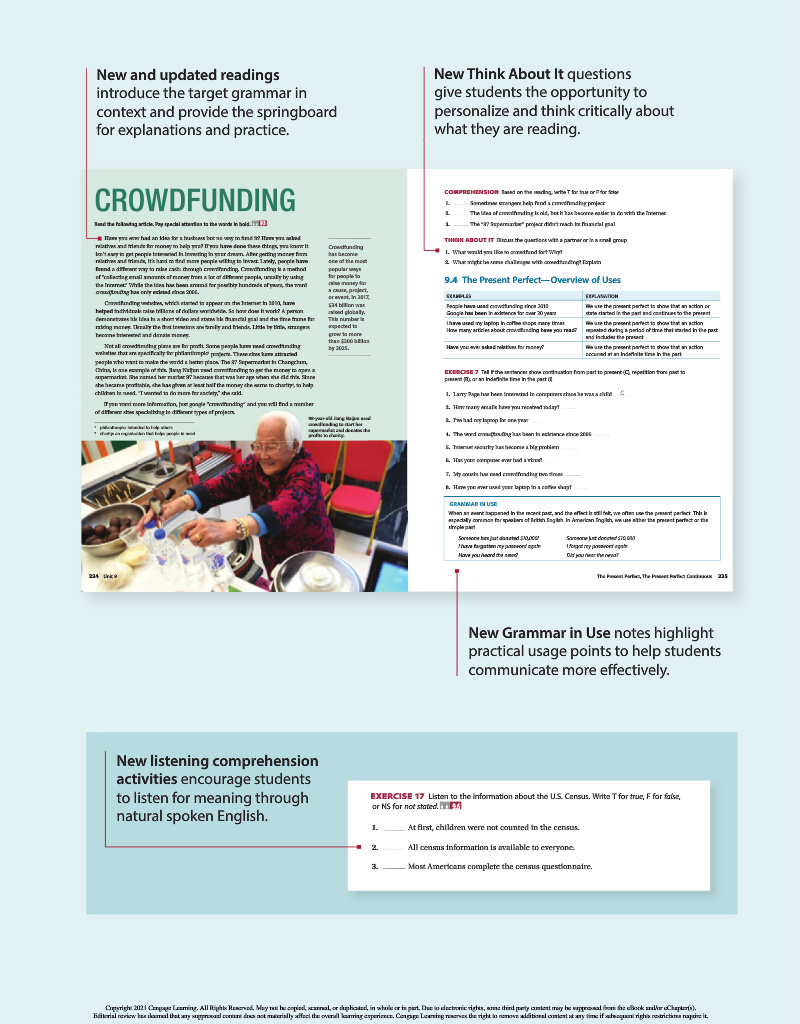 New and updated readings
introduce the target grammar in
context and provide the springboard
for explanations and practice.
New Think About It questions
give students the opportunity to
personalize and think critically about
what they are reading.
CROWDFUNDING
Read the following article. Pay special attention to the words in bold.
Have you ever had an idea for a business but no way to find it? Have you asked
relatives and friends for money to help you? If you have done these things, you know it
isn't easy to get people interested in investing in your dream. After getting money from
relatives and friends, it's hard to find more people willing to invest. Lately, people have
found a different way to raise cash: through crowdfunding. Crowdfunding is a method
of "collecting small amounts of money from a lot of different people, usually by using
the Internet." While the idea has been around for possibly hundreds of years, the word
crowdfunding has only existed since 2006.
Crowdfunding websites, which started to appear on the Internet in 2010, have
helped individuals raise billions of dollars worldwide. So how does it work? A person
demonstrates his idea in a short video and states his financial goal and the time frame for
raising money. Usually the first investors are family and friends. Little by little, strangers
become interested and donate money.
Not all crowdfunding plans are for profit. Some people have used crowdfunding
websites that are specifically for philanthropic¹ projects. These sites have attracted
people who want to make the world a better place. The 97 Supermarket in Changchun,
China, is one example of this. Jiang Naijun used crowdfunding to get the money to open a
supermarket. She named her market 97 because that was her age when she did this. Since
she became profitable, she has given at least half the money she earns to charity², to help
children in need. "I wanted to do more for society," she said.
If you want more information, just google "crowdfunding" and you will find a number
of different sites specializing in different types of projects.
¹ philanthropic: intended to help others
² charity: an organization that helps people in need
Crowdfunding
has become
one of the most
popular ways
for people to
raise money for
a cause, project,
or event. In 2017,
$34 billion was
raised globally.
This number is
expected to
grow to more
than $300 billion
by 2025.
98-year-old Jiang Naijun used
crowdfunding to start her
supermarket and donates the
profits to charity.
234 Unit 9
COMPREHENSION Based on the reading, write T for true or F for false
1. Sometimes strangers help fund a crowdfunding project
2. The idea of crowdfunding is old, but it has become easier to do with the Internet
3. The "97 Supermarket" project didn't reach its financial goal
THINK ABOUT IT Discuss the questions with a partner or in a small group
1. What would you like to crowdfund for? Why?
2. What might be some challenges with crowdfunding? Explain
9.4 The Present Perfect—Overview of Uses
EXAMPLES EXPLANATION
People have used crowdfunding since 2010 We use the present perfect to show that an action or
Google has been in existence for over 20 years state started in the past and continues to the present
I have used my laptop in coffee shops many times We use the present perfect to show that an action
How many articles about crowdfunding have you read? repeated during a period of time that started in the past
and includes the present
Have you ever asked relatives for money? We use the present perfect to show that an action
occurred at an indefinite time in the past
EXERCISE 7 Tell if the sentences show continuation from past to present (C), repetition from past to
present (R), or an indefinite time in the past (I)
1. Larry Page has been interested in computers since he was a child C
2. How many emails have you received today?
3. I've had my laptop for one year
4. The word crowdfunding has been in existence since 2006
5. Internet security has become a big problem
6. Has your computer ever had a virus?
7. My cousin has used crowdfunding two times
8. Have you ever used your laptop in a coffee shop?
GRAMMAR IN USE
When an event happened in the recent past, and the effect is still felt, we often use the present perfect This is
especially common for speakers of British English In American English, we use either the present perfect or the
simple past
Someone has just donated $10,000! Someone just donated $10,000
I have forgotten my password again I forgot my password again
Have you heard the news? Did you hear the news?
The Present Perfect, The Present Perfect Continuous 235
New Grammar in Use notes highlight
practical usage points to help students
communicate more effectively.
New listening comprehension
activities encourage students
to listen for meaning through
natural spoken English.
EXERCISE 17 Listen to the information about the U.S. Census. Write T for true, F for false,
or NS for not stated.
1. At first, children were not counted in the census.
2. All census information is available to everyone.
3. Most Americans complete the census questionnaire.
Copyright 2021 Cengage Learning. All Rights Reserved. May not be copied, scanned, or duplicated, in whole or in part. Due to electronic rights, some third party content may be suppressed from the eBook and/or eChapter(s).
Editorial review has deemed that any suppressed content does not materially affect the overall learning experience. Cengage Learning reserves the right to remove additional content at any time if subsequent rights restrictions require it.